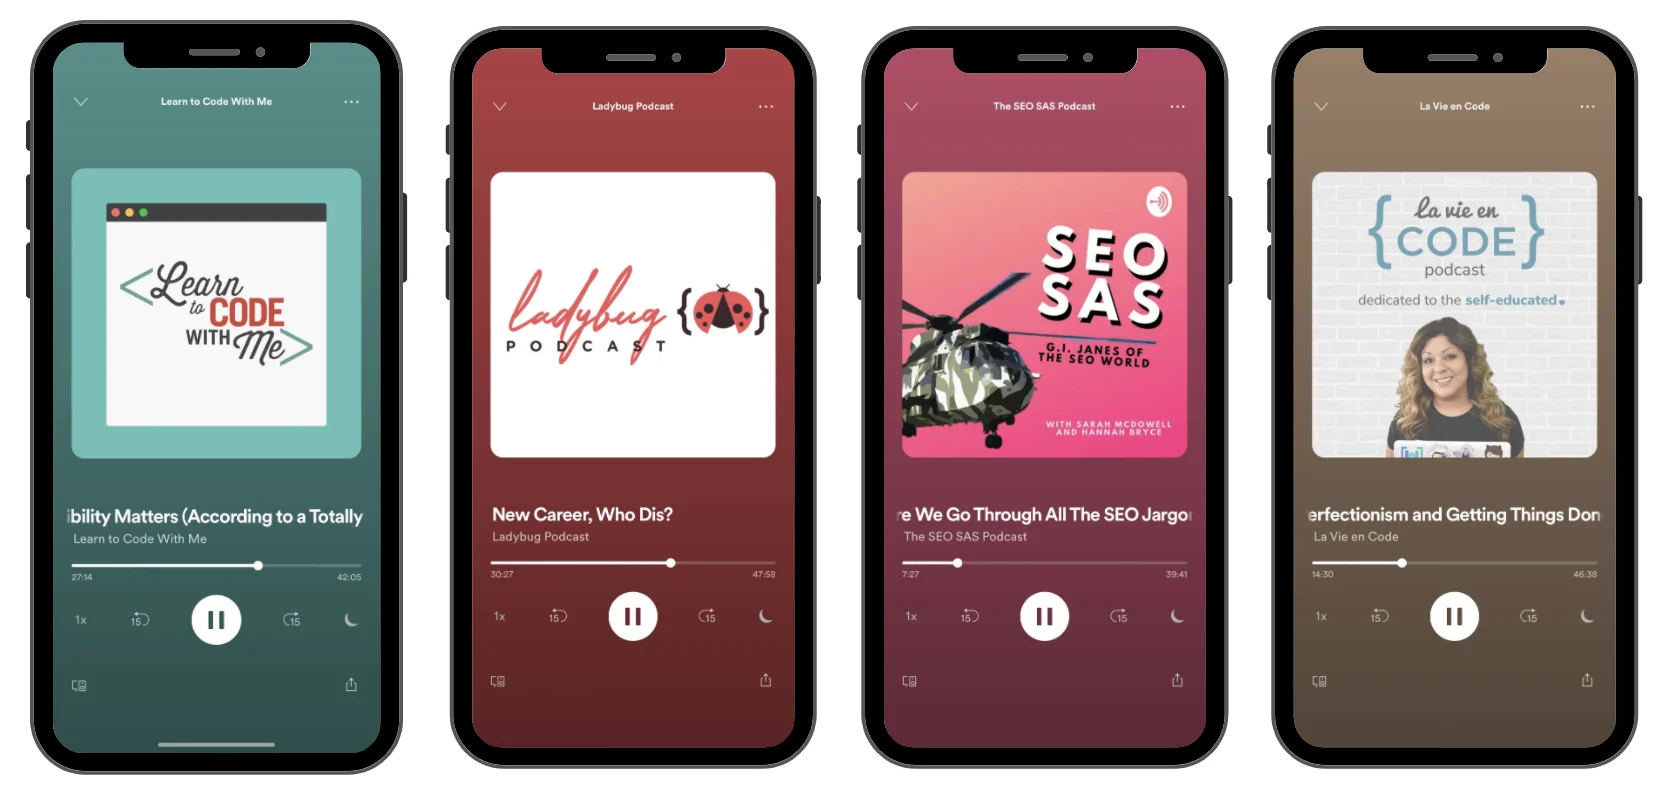 Learn to Code With Me
Learn
to CODE
WITH Me
bility Matters (According to a Totally
Learn to Code With Me
27:14 42:05
1x 15 15
Ladybug Podcast
ladybug
PODCAST
New Career, Who Dis?
Ladybug Podcast
30:27 47:58
1x 15 15
The SEO SAS Podcast
SEO
SAS
G.I. JANES OF
THE SEO WORLD
WITH SARAH MCDOWELL
AND HANNAH BRYCE
e We Go Through All The SEO Jargo
The SEO SAS Podcast
7:27 39:41
1x 15 15
La Vie en Code
La vie en
CODE
podcast
dedicated to the self-educated
erfectionism and Getting Things Don
La Vie en Code
14:30 46:38
1x 15 15